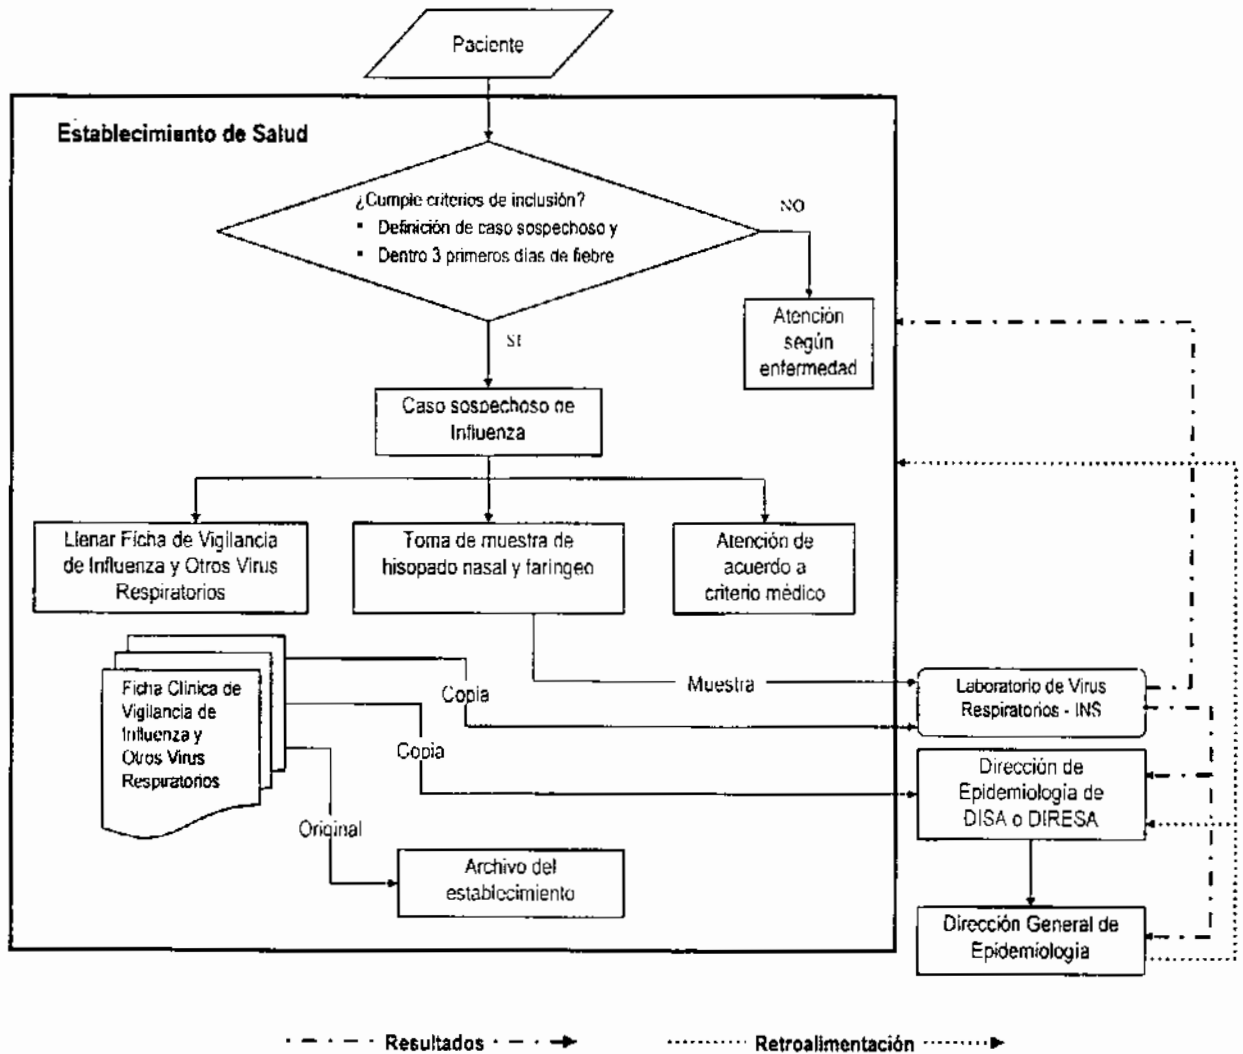 Paciente
Establecimiento de Salud
¿Cumple criterios de inclusión?
▪ Definición de caso sospechoso y
▪ Dentro 3 primeros días de fiebre
NO
Atención
según
enfermedad
SI
Caso sospechoso de
Influenza
Llenar Ficha de Vigilancia
de Influenza y Otros Virus
Respiratorios
Toma de muestra de
hisopado nasal y faríngeo
Atención de
acuerdo a
criterio médico
Ficha Clínica de
Vigilancia de
Influenza y
Otros Virus
Respiratorios
Copia
Muestra
Laboratorio de Virus
Respiratorios - INS
Copia
Dirección de
Epidemiología de
DISA o DIRESA
Original
Archivo del
establecimiento
Dirección General de
Epidemiología
Resultados
Retroalimentación